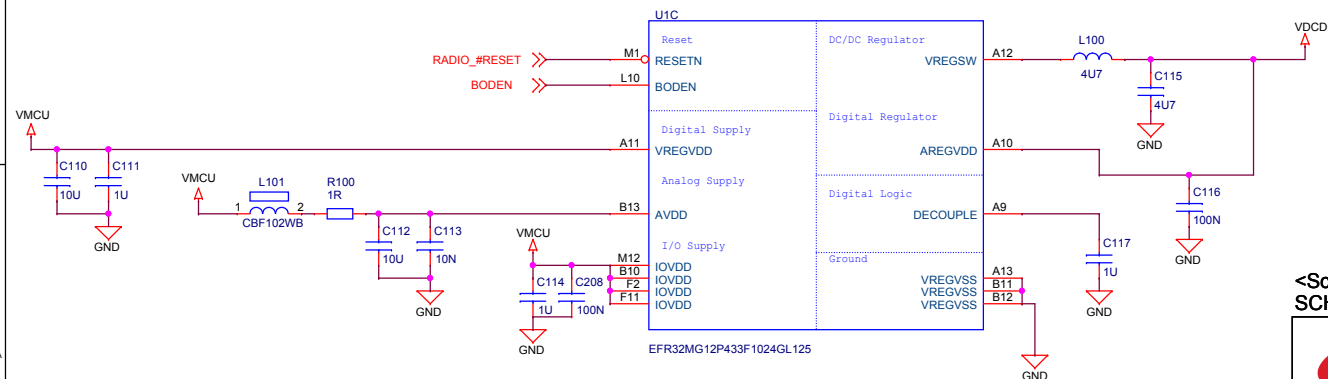 U1C
Reset
DC/DC Regulator
RADIO_#RESET
M1
RESETN
BODEN
L10
BODEN
VREGSW
A12
L100
4U7
C115
4U7
GND
VDCD
VMCU
C110
10U
C111
1U
GND
Digital Supply
A11
VREGVDD
Digital Regulator
AREGVDD
A10
C116
100N
GND
VMCU
L101
1
2
CBF102WB
R100
1R
Analog Supply
B13
AVDD
C112
10U
C113
10N
GND
Digital Logic
DECOUPLE
A9
C117
1U
GND
I/O Supply
VMCU
C114
1U
C208
100N
GND
M12
IOVDD
B10
IOVDD
F2
IOVDD
F11
IOVDD
Ground
VREGVSS
A13
VREGVSS
B11
VREGVSS
B12
GND
EFR32MG12P433F1024GL125
<Sc
SCH